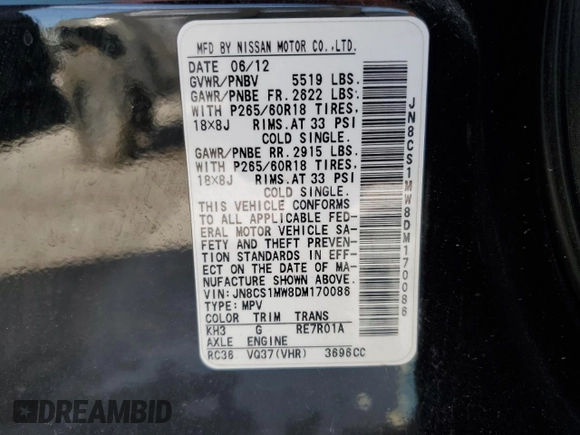 MFD BY NISSAN MOTOR CO.,LTD.
DATE 06/12
GVWR/PNBV 5519 LBS.
GAWR/PNBE FR. 2822 LBS.
WITH P265/60R18 TIRES.
18X8J RIMS.AT 33 PSI
COLD SINGLE.
GAWR/PNBE RR. 2915 LBS.
WITH P265/60R18 TIRES.
18X8J RIMS.AT 33 PSI
COLD SINGLE.
THIS VEHICLE CONFORMS
TO ALL APPLICABLE FED-
ERAL MOTOR VEHICLE SA-
FETY AND THEFT PREVEN-
TION STANDARDS IN EFF-
ECT ON THE DATE OF MA-
NUFACTURE SHOWN ABOVE.
VIN: JN8CS1MW8DM170086
TYPE: MPV
COLOR TRIM TRANS
KH3 G RE7R01A
AXLE ENGINE
RC36 VQ37(VHR) 3696CC
JN8CS1MW8DM170086
DREAMBID